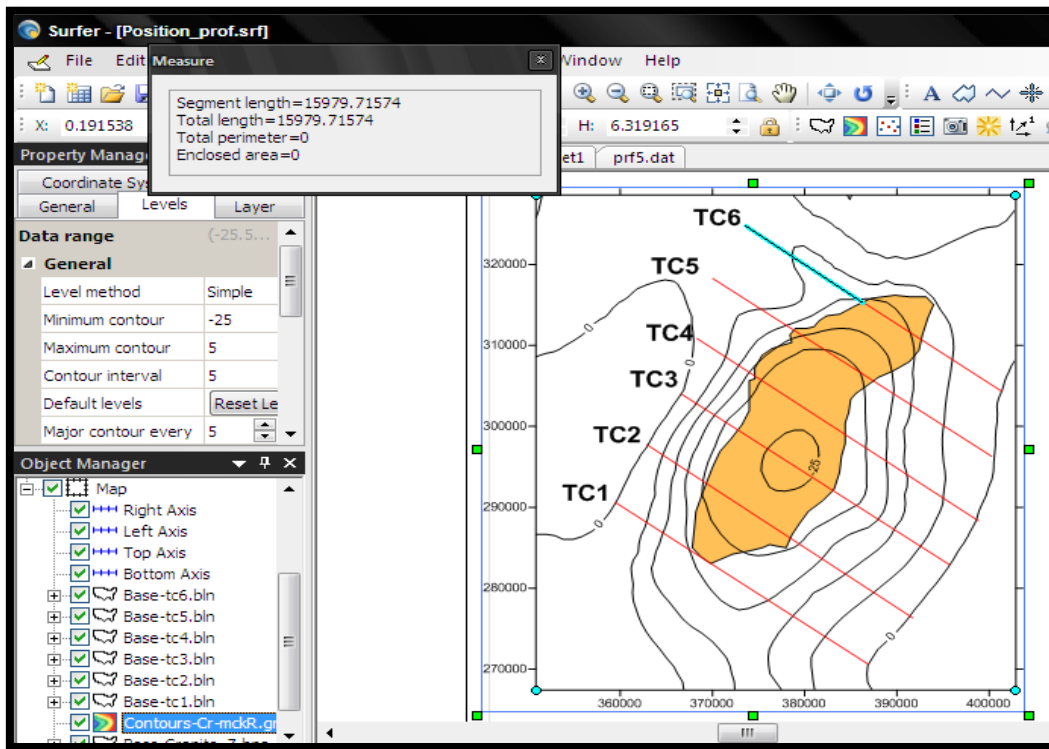 Surfer - [Position_prof.srf]
File Edit Window Help
Measure
Segment length=15979.71574
Total length=15979.71574
Total perimeter=0
Enclosed area=0
X: 0.191538 H: 6.319165
prf5.dat
Property Manag
Coordinate Sys
General Levels Layer
Data range (-25.5...
General
Level method Simple
Minimum contour -25
Maximum contour 5
Contour interval 5
Default levels Reset Le
Major contour every 5
Object Manager
Map
Right Axis
Left Axis
Top Axis
Bottom Axis
Base-tc6.bln
Base-tc5.bln
Base-tc4.bln
Base-tc3.bln
Base-tc2.bln
Base-tc1.bln
Contours-Cr-mckR.gr
TC6
TC5
TC4
TC3
TC2
TC1
320000
310000
300000
290000
280000
270000
0
0
0
-25
0
0
360000 370000 380000 390000 400000